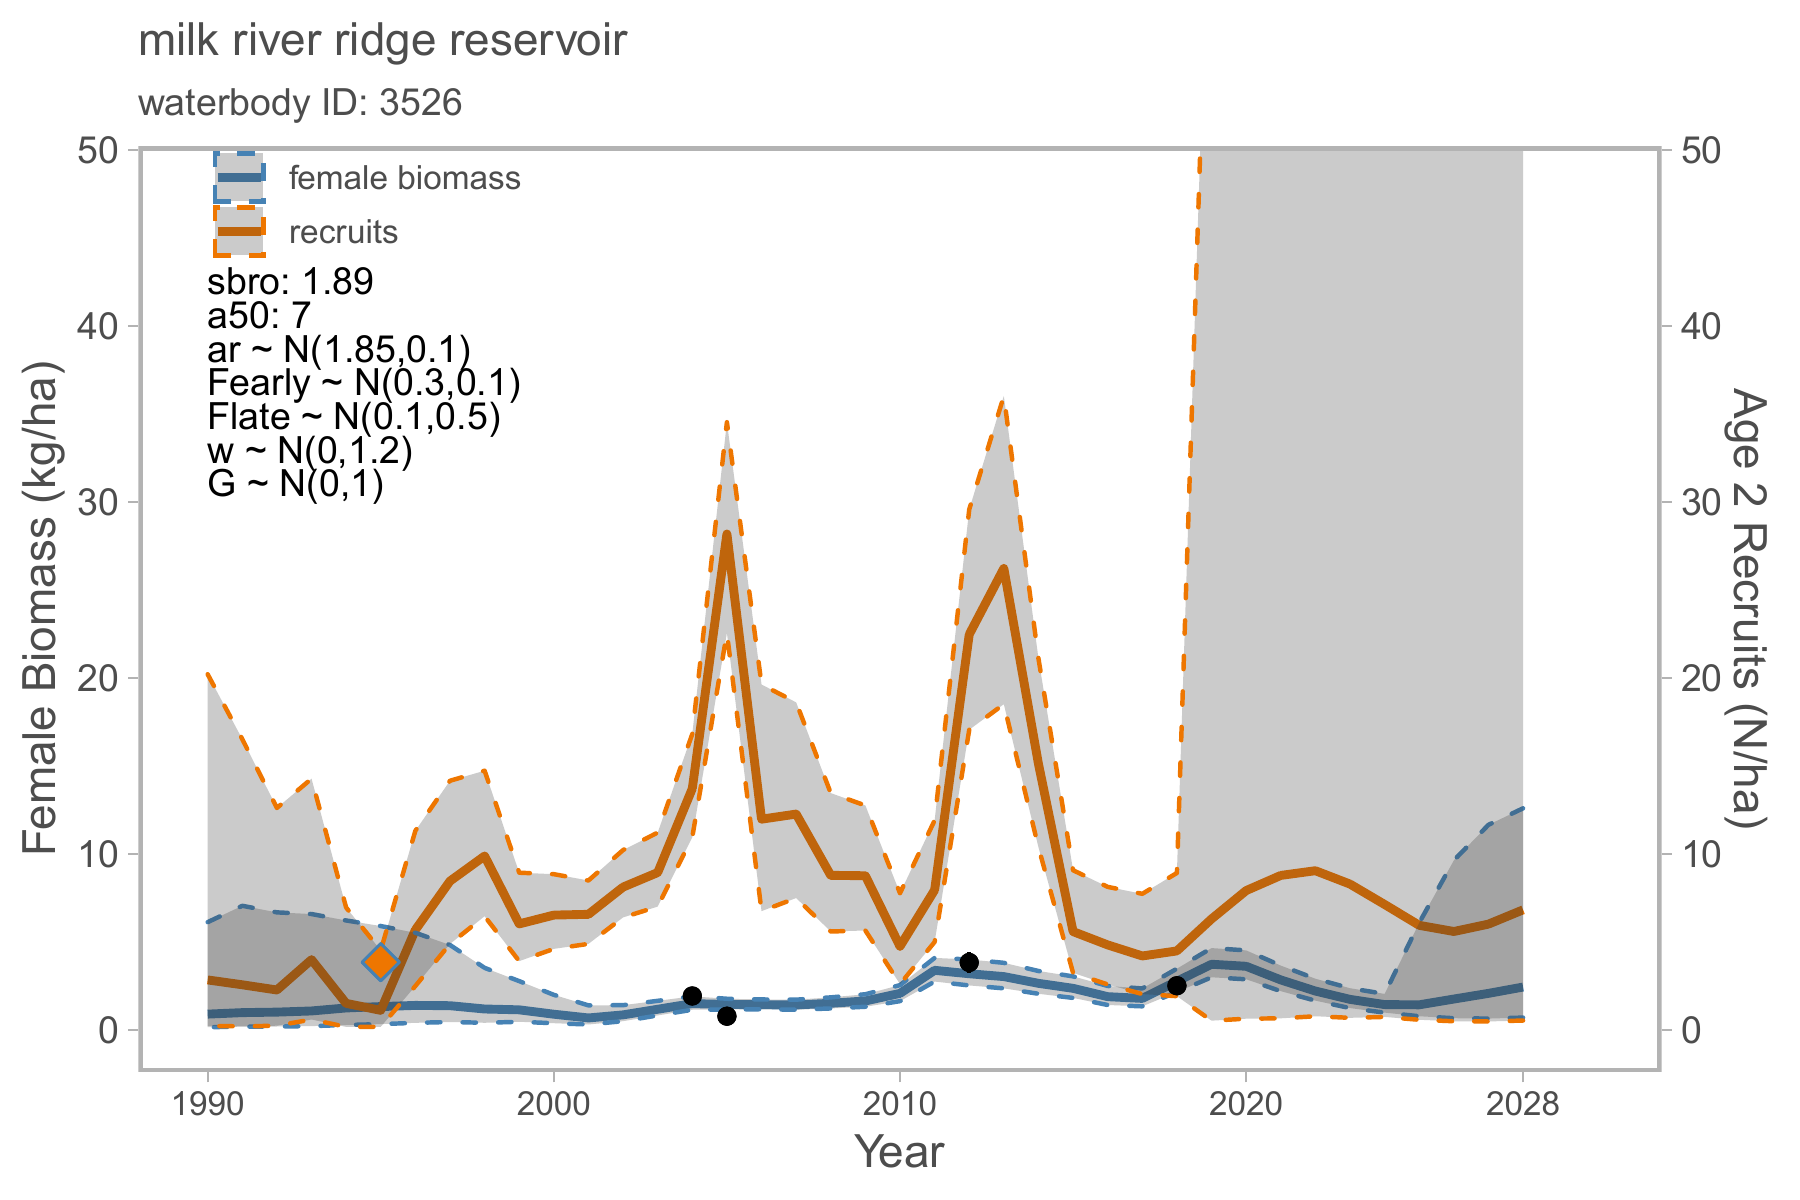 milk river ridge reservoir
waterbody ID: 3526
50
40
30
20
10
0
Female Biomass (kg/ha)
female biomass
recruits
sbro: 1.89
a50: 7
ar ~ N(1.85,0.1)
Fearly ~ N(0.3,0.1)
Flate ~ N(0.1,0.5)
w ~ N(0,1.2)
G ~ N(0,1)
50
40
30
20
10
0
Age 2 Recruits (N/ha)
1990
2000
2010
2020
2028
Year